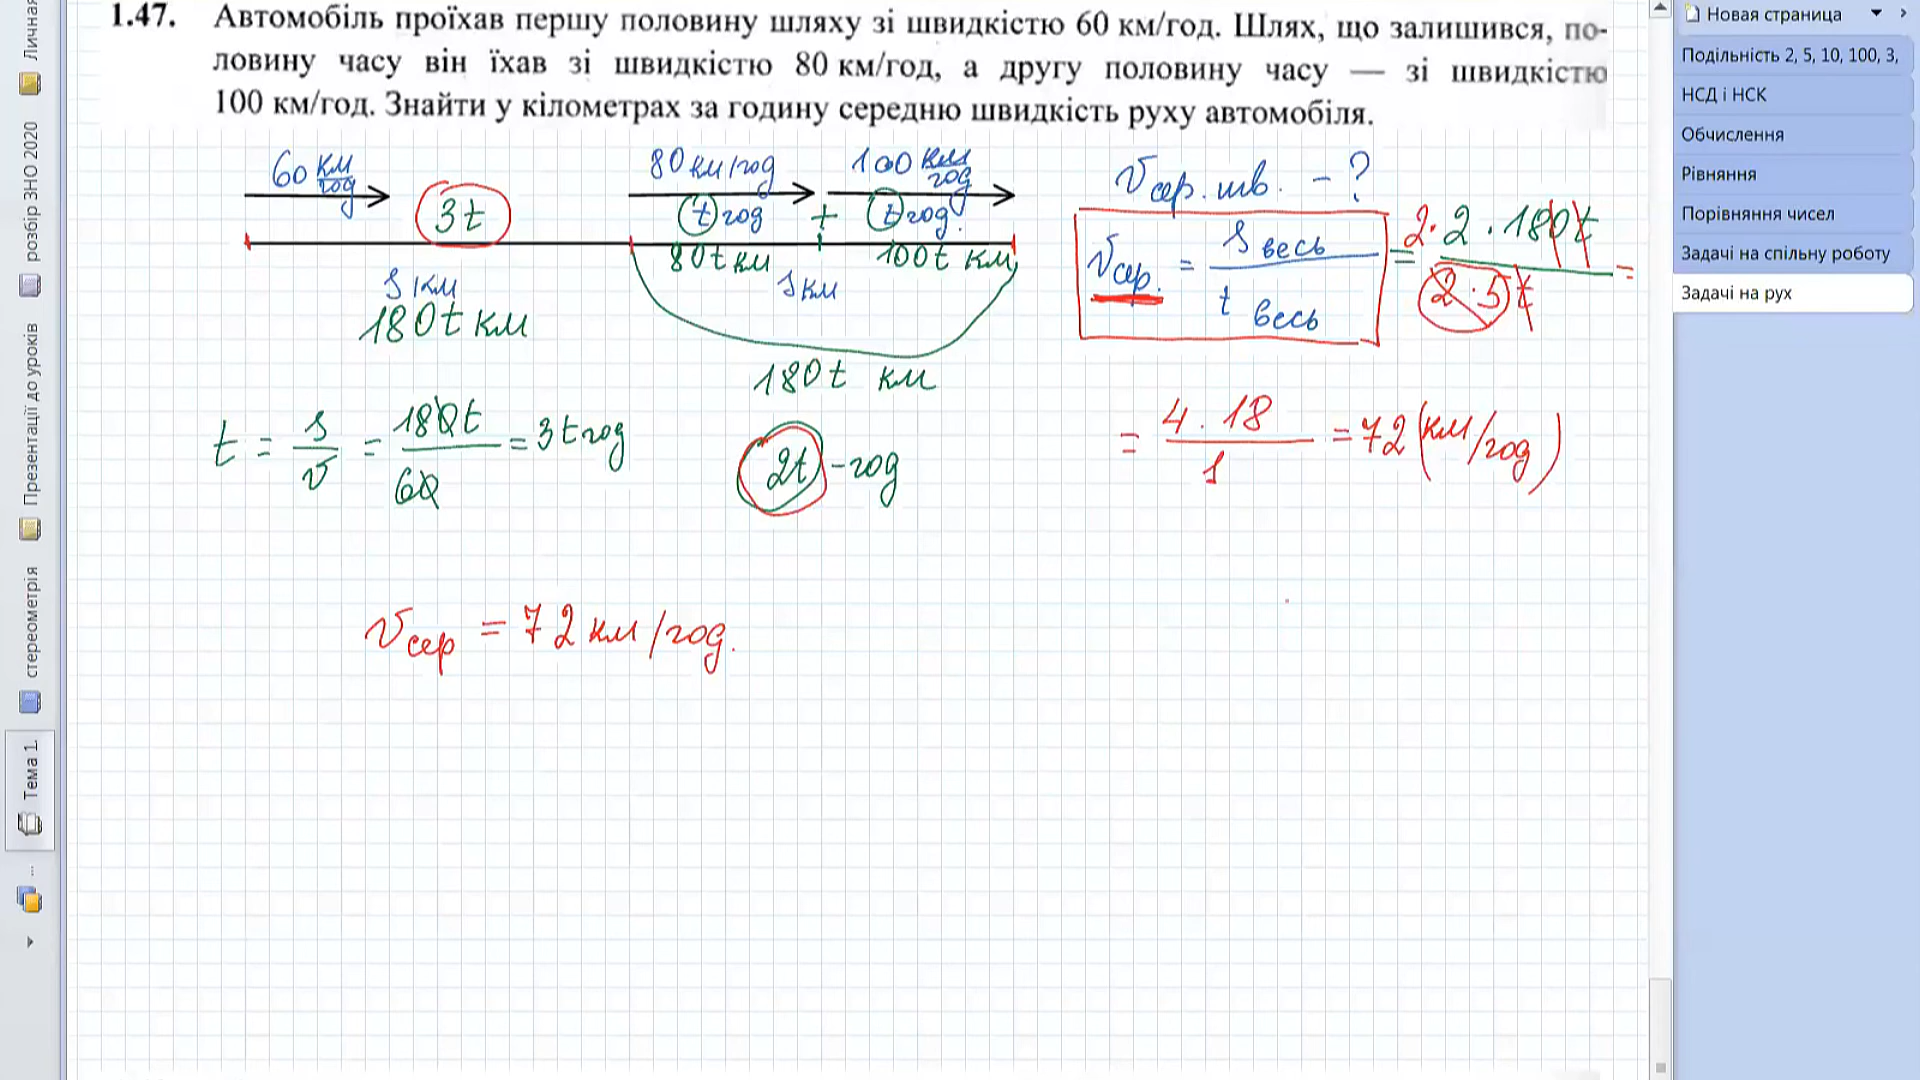 1.47. Автомобіль проїхав першу половину шляху зі швидкістю 60 км/год. Шлях, що залишився, по-
ловину часу він їхав зі швидкістю 80 км/год, а другу половину часу — зі швидкістю
100 км/год. Знайти у кілометрах за годину середню швидкість руху автомобіля.
60 км/год
3t
80 км/год
100 км/год
t год + t год.
80t км
100t км
S км
S км
180t км
180t км
Vсер. шв. - ?
Vсер. = S весь / t весь = 2·2·180t / 2·5t =
= 4·18 / 1 = 72 (км/год)
t = S/V = 180t/60 = 3t год
2t - год
Vсер = 72 км/год.
Новая страница
Подільність 2, 5, 10, 100, 3,
НСД і НСК
Обчислення
Рівняння
Порівняння чисел
Задачі на спільну роботу
Задачі на рух
Личная
розбір ЗНО 2020
Презентації до уроків
стереометрія
Тема 1.
...